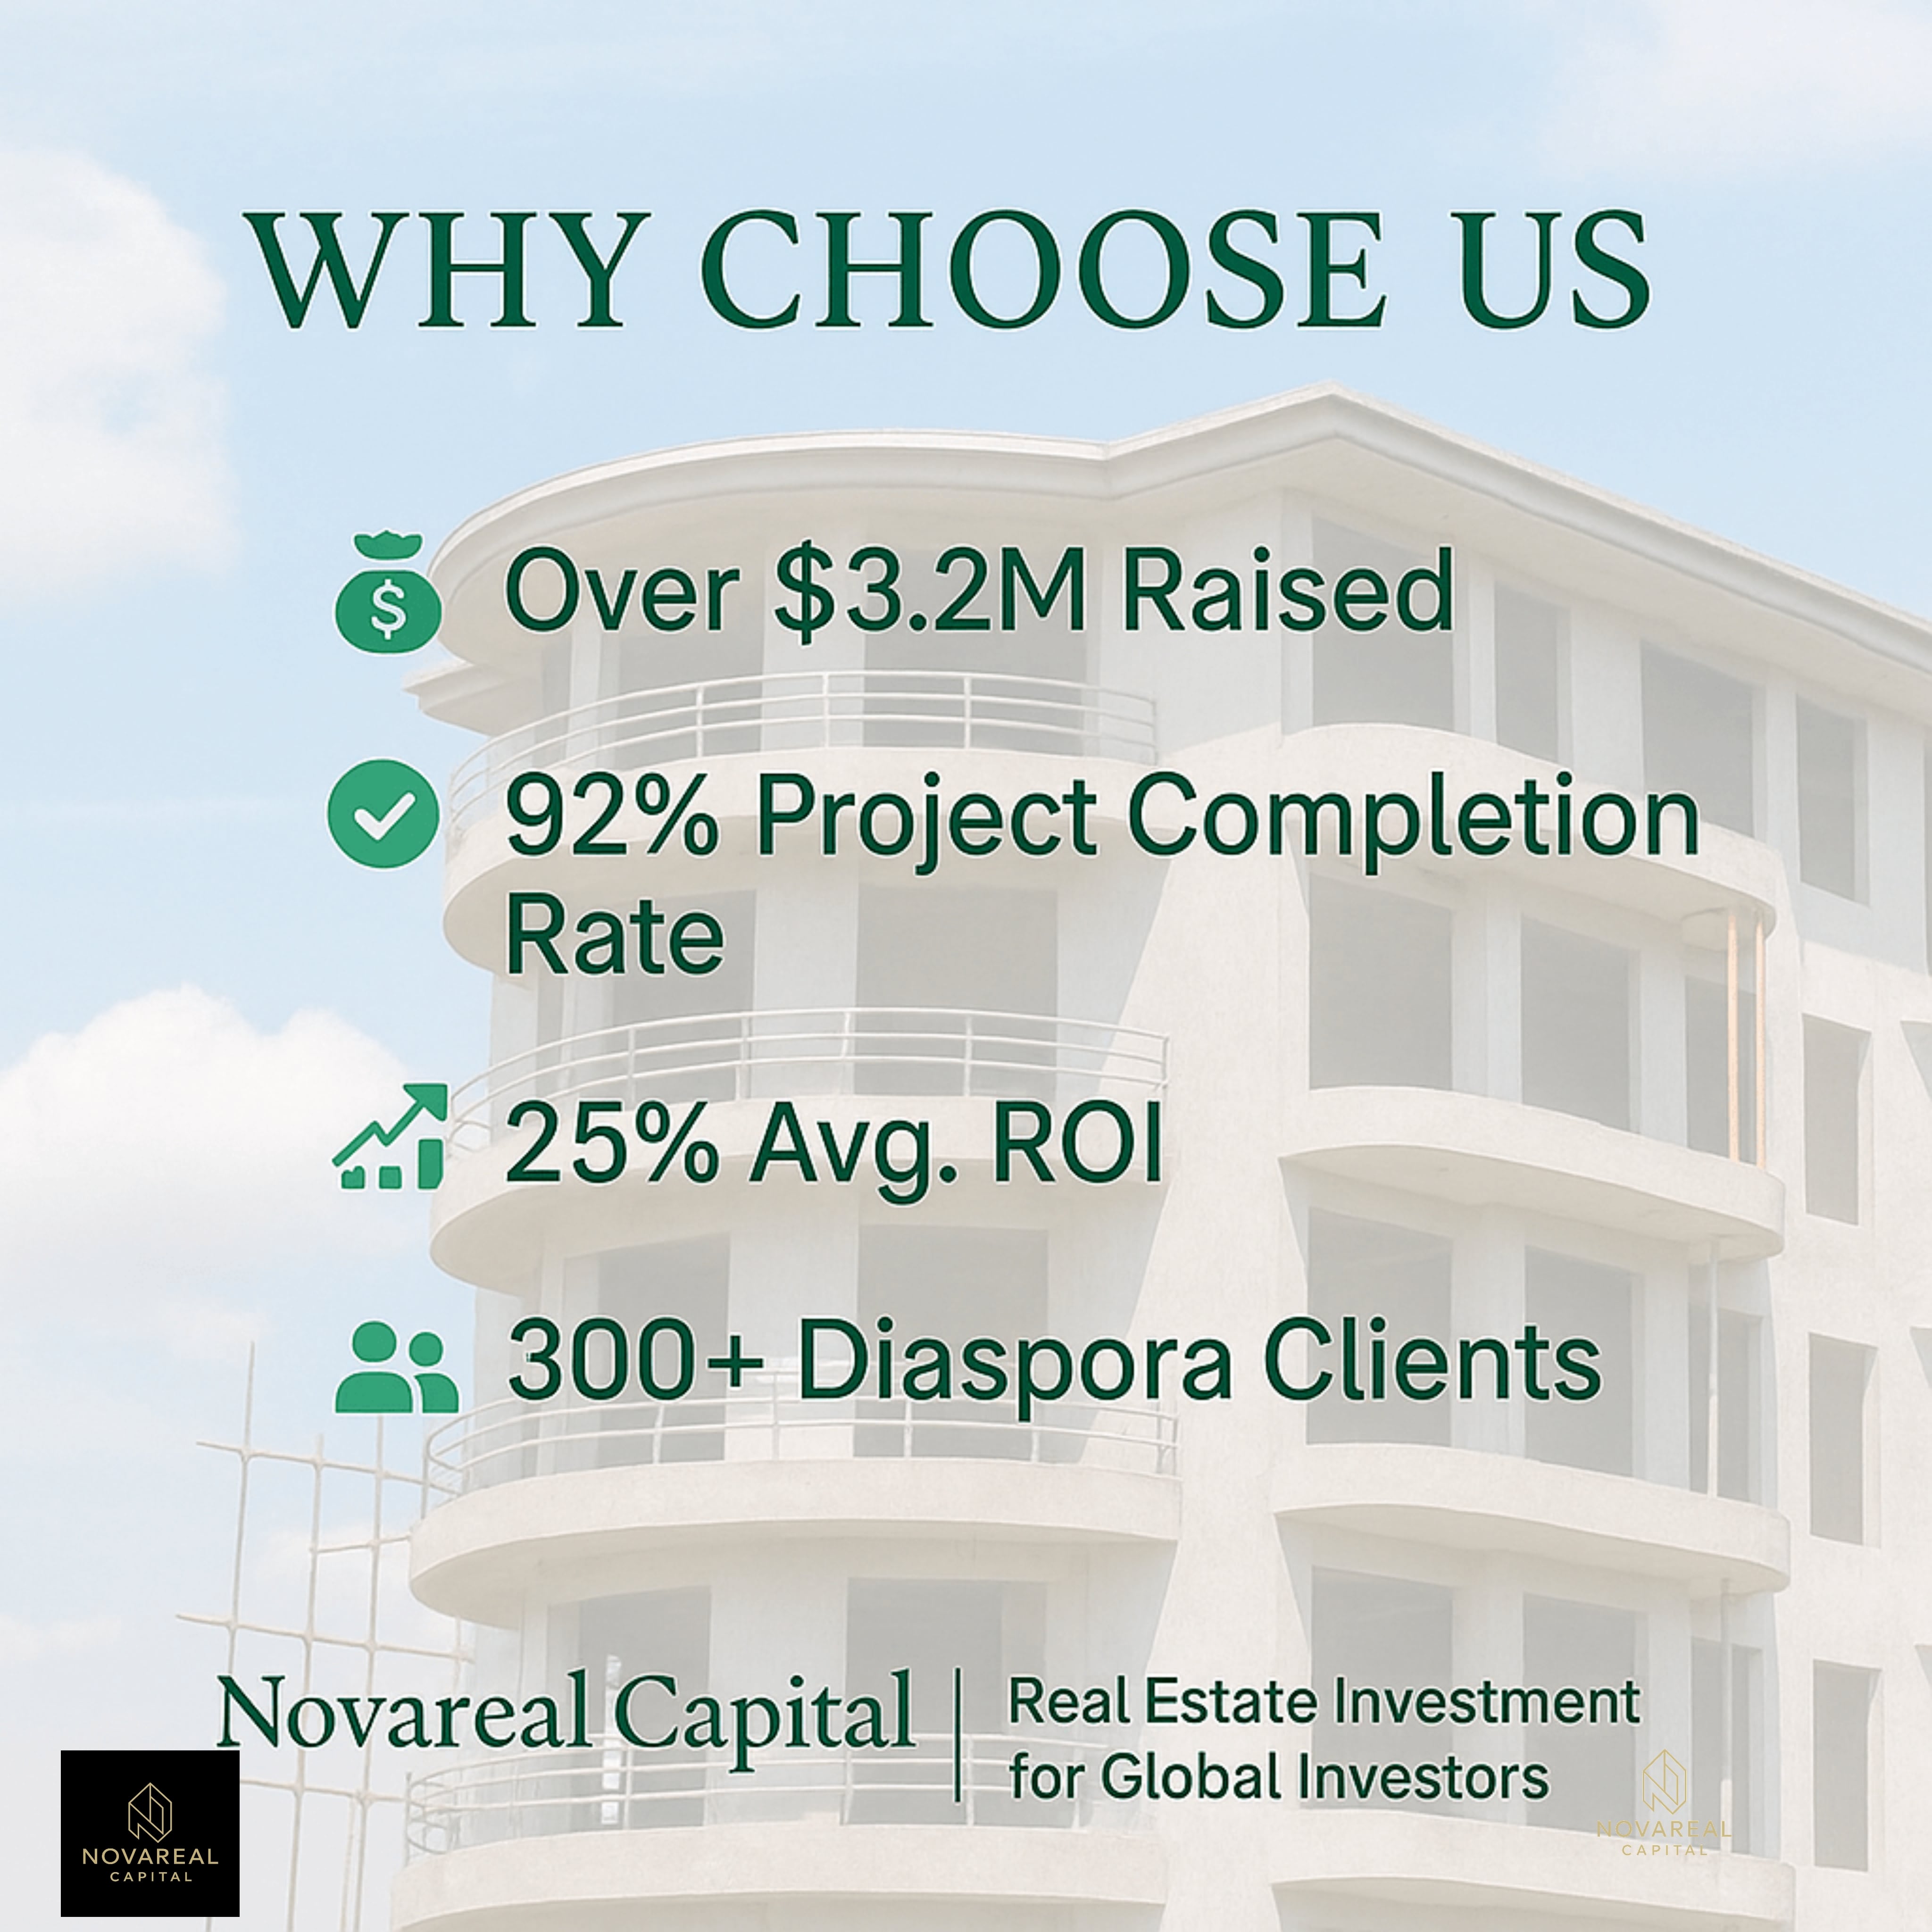 WHY CHOOSE US
$
Over $3.2M Raised
92% Project Completion
Rate
25% Avg. ROI
300+ Diaspora Clients
Novareal Capital
Real Estate Investment
for Global Investors
NOVAREAL
CAPITAL
NOVAREAL
CAPITAL